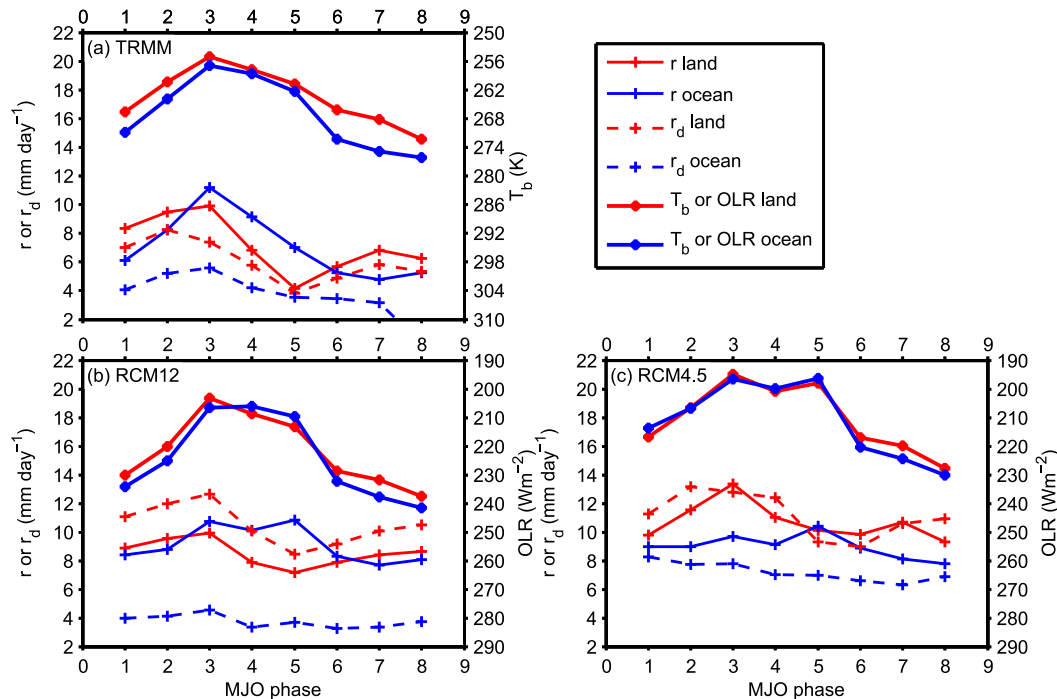 0 1 2 3 4 5 6 7 8 9
(a) TRMM
22 20 18 16 14 12 10 8 6 4 2
r or r_d (mm day⁻¹)
250 256 262 268 274 280 286 292 298 304 310
T_b (K)
r land
r ocean
r_d land
r_d ocean
T_b or OLR land
T_b or OLR ocean
0 1 2 3 4 5 6 7 8 9
(b) RCM12
22 20 18 16 14 12 10 8 6 4 2
r or r_d (mm day⁻¹)
190 200 210 220 230 240 250 260 270 280 290
OLR (Wm⁻²)
0 1 2 3 4 5 6 7 8 9
MJO phase
0 1 2 3 4 5 6 7 8 9
(c) RCM4.5
22 20 18 16 14 12 10 8 6 4 2
r or r_d (mm day⁻¹)
190 200 210 220 230 240 250 260 270 280 290
OLR (Wm⁻²)
0 1 2 3 4 5 6 7 8 9
MJO phase